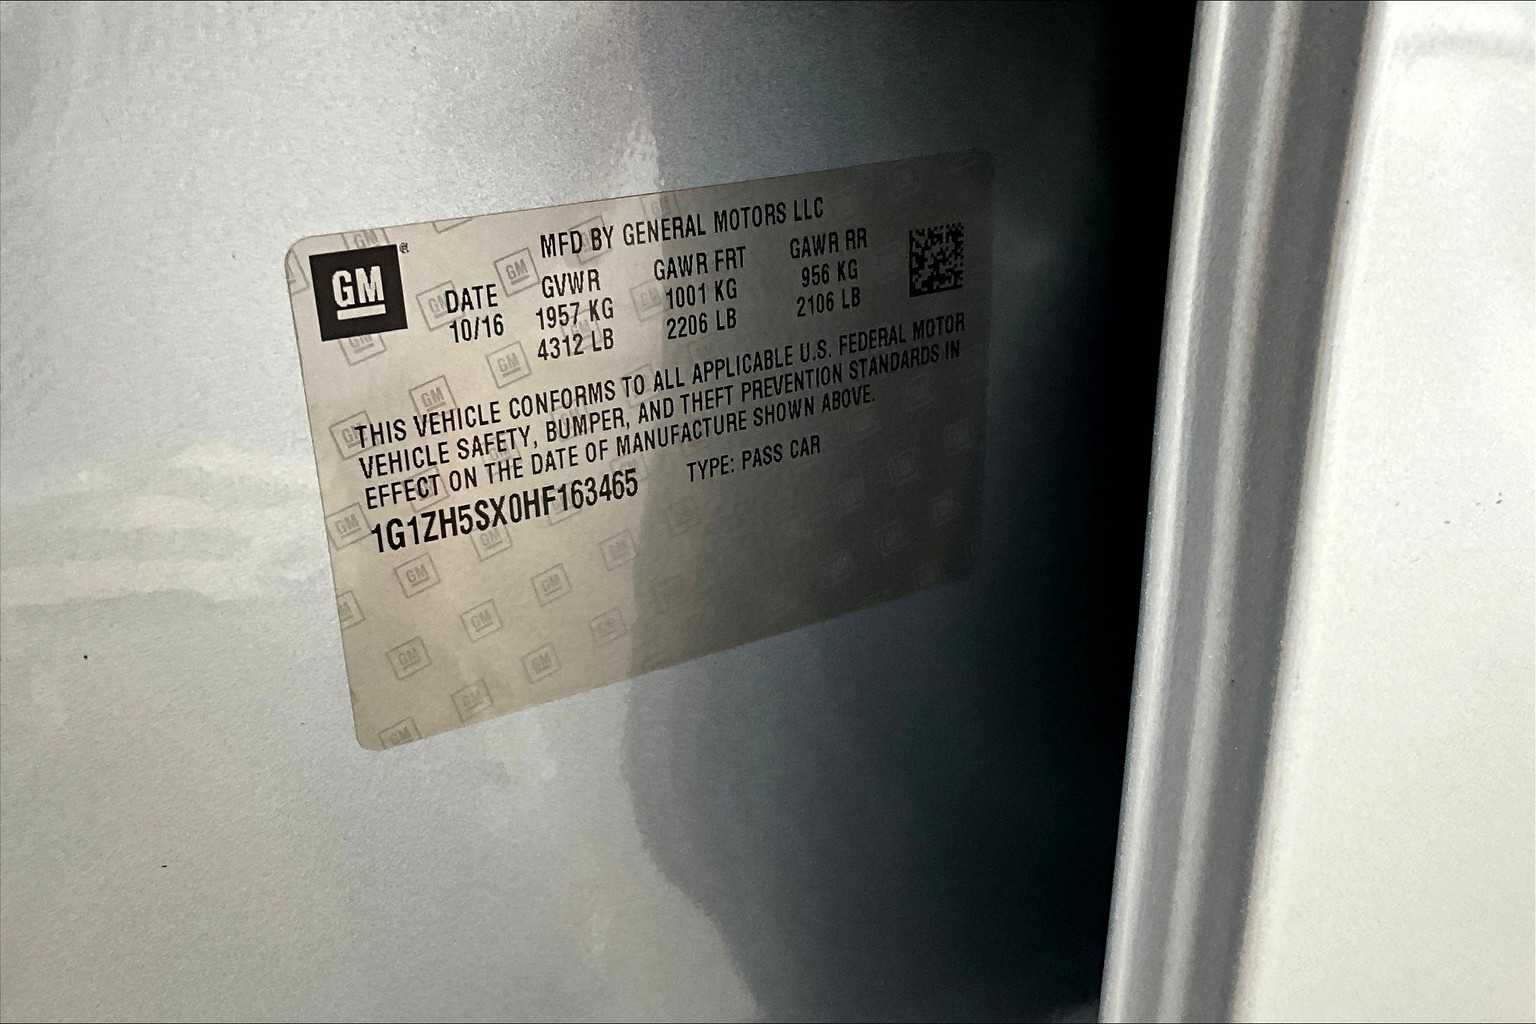 GM®
MFD BY GENERAL MOTORS LLC
DATE GVWR GAWR FRT GAWR RR
10/16 1957 KG 1001 KG 956 KG
4312 LB 2206 LB 2106 LB
THIS VEHICLE CONFORMS TO ALL APPLICABLE U.S. FEDERAL MOTOR
VEHICLE SAFETY, BUMPER, AND THEFT PREVENTION STANDARDS IN
EFFECT ON THE DATE OF MANUFACTURE SHOWN ABOVE.
1G1ZH5SX0HF163465 TYPE: PASS CAR